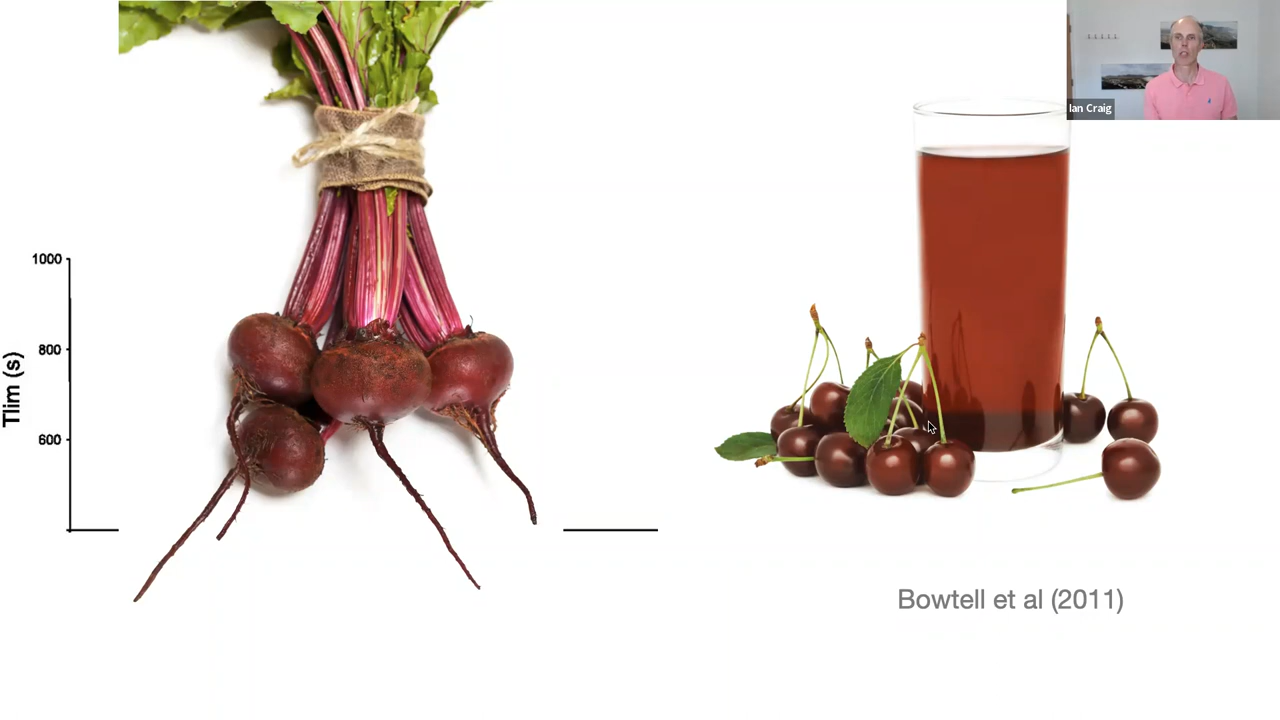 Ian Craig
1000
800
600
Tlim (s)
Bowtell et al (2011)